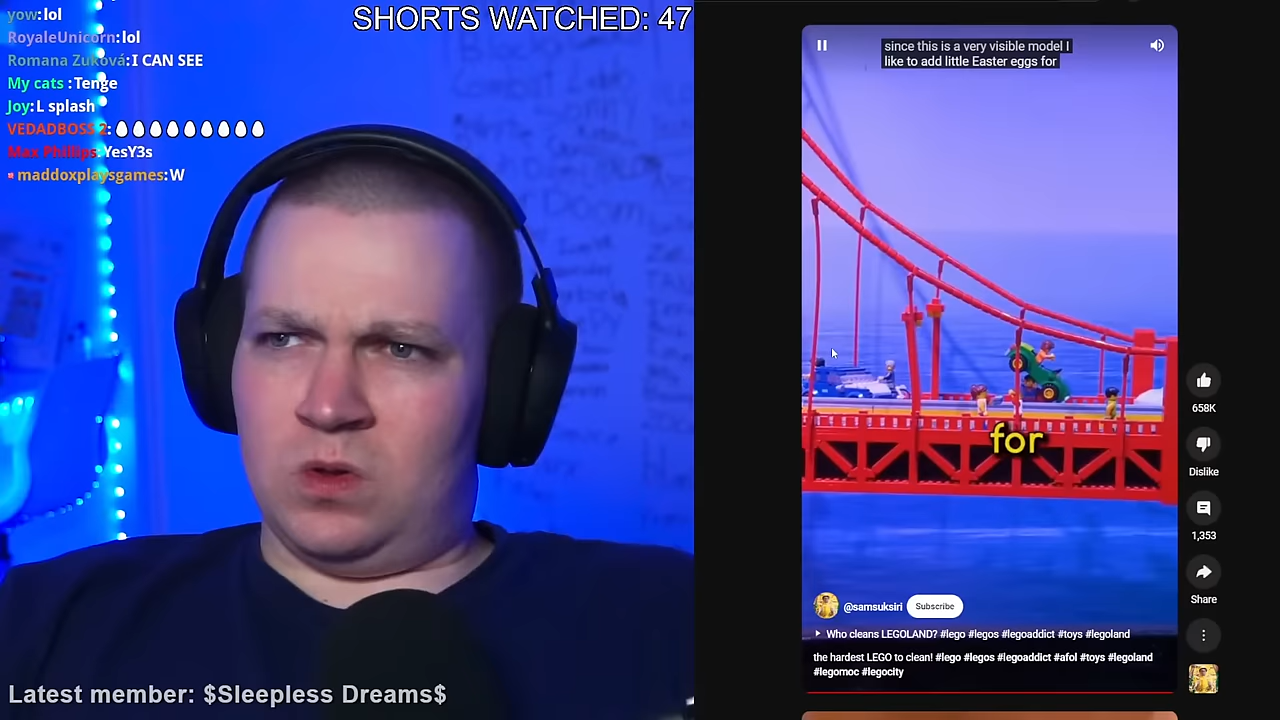 SHORTS WATCHED: 47
yow: lol
RoyaleUnicorn: lol
Romana Zuková: I CAN SEE
My cats : Tenge
Joy: L splash
VEDADBOSS 2:
Max Phillips: YesY3s
maddoxplaysgames: W
Doom
Latest member: $Sleepless Dreams$
since this is a very visible model I
like to add little Easter eggs for
for
658K
Dislike
1,353
Share
@samsuksiri Subscribe
Who cleans LEGOLAND? #lego #legos #legoaddict #toys #legoland
the hardest LEGO to clean! #lego #legos #legoaddict #afol #toys #legoland
#legomoc #legocity